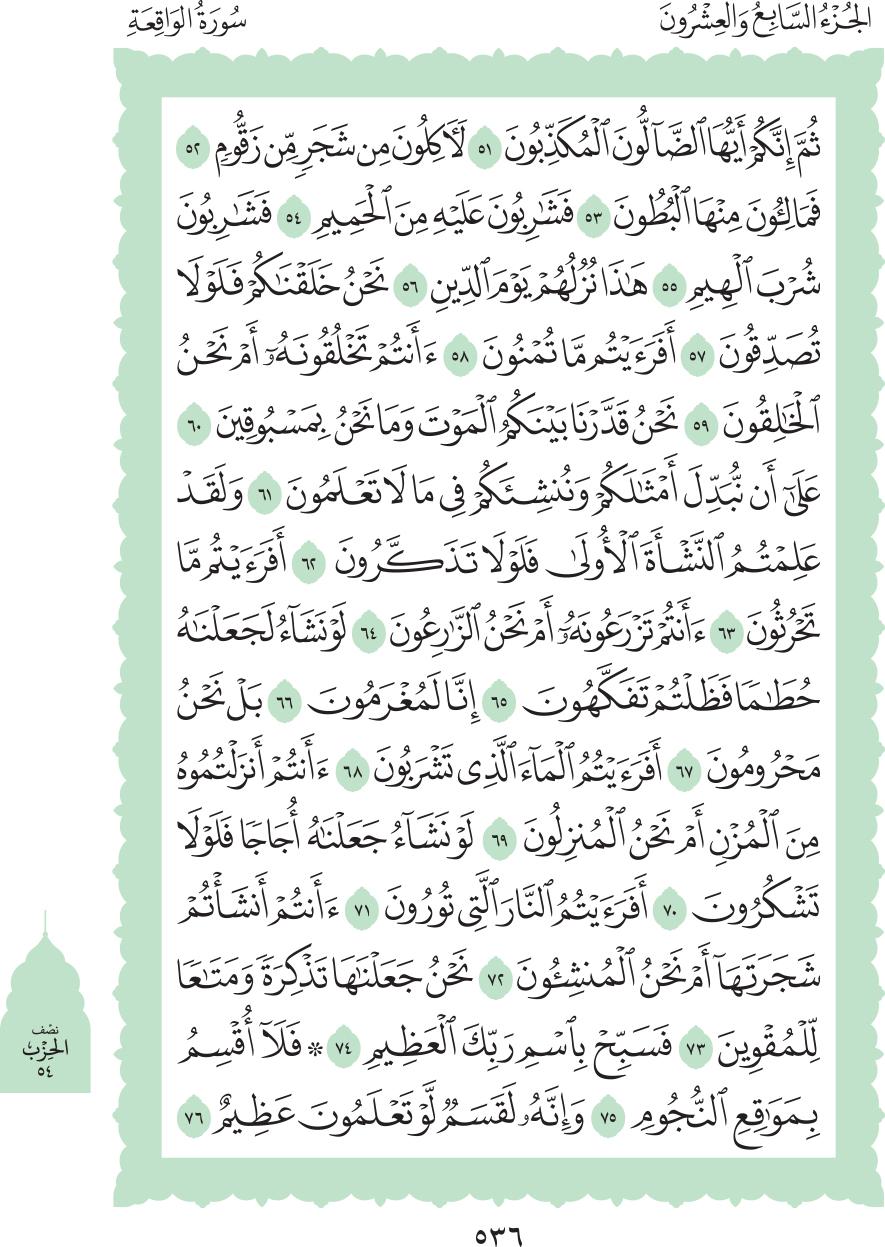 الجُزْءُ السَّابِعُ وَالعِشْرُونَ
سُورَةُ الوَاقِعَةِ
ثُمَّ إِنَّكُمْ أَيُّهَا ٱلضَّآلُّونَ ٱلْمُكَذِّبُونَ ٥١ لَأٓكِلُونَ مِن شَجَرٍ مِّن زَقُّومٍ ٥٢
فَمَالِـُٔونَ مِنْهَا ٱلْبُطُونَ ٥٣ فَشَٰرِبُونَ عَلَيْهِ مِنَ ٱلْحَمِيمِ ٥٤ فَشَٰرِبُونَ
شُرْبَ ٱلْهِيمِ ٥٥ هَٰذَا نُزُلُهُمْ يَوْمَ ٱلدِّينِ ٥٦ نَحْنُ خَلَقْنَٰكُمْ فَلَوْلَا
تُصَدِّقُونَ ٥٧ أَفَرَءَيْتُم مَّا تُمْنُونَ ٥٨ ءَأَنتُمْ تَخْلُقُونَهُۥٓ أَمْ نَحْنُ
ٱلْخَٰلِقُونَ ٥٩ نَحْنُ قَدَّرْنَا بَيْنَكُمُ ٱلْمَوْتَ وَمَا نَحْنُ بِمَسْبُوقِينَ ٦٠
عَلَىٰٓ أَن نُّبَدِّلَ أَمْثَٰلَكُمْ وَنُنشِئَكُمْ فِى مَا لَا تَعْلَمُونَ ٦١ وَلَقَدْ
عَلِمْتُمُ ٱلنَّشْأَةَ ٱلْأُولَىٰ فَلَوْلَا تَذَكَّرُونَ ٦٢ أَفَرَءَيْتُم مَّا
تَحْرُثُونَ ٦٣ ءَأَنتُمْ تَزْرَعُونَهُۥٓ أَمْ نَحْنُ ٱلزَّٰرِعُونَ ٦٤ لَوْ نَشَآءُ لَجَعَلْنَٰهُ
حُطَٰمًا فَظَلْتُمْ تَفَكَّهُونَ ٦٥ إِنَّا لَمُغْرَمُونَ ٦٦ بَلْ نَحْنُ
مَحْرُومُونَ ٦٧ أَفَرَءَيْتُمُ ٱلْمَآءَ ٱلَّذِى تَشْرَبُونَ ٦٨ ءَأَنتُمْ أَنزَلْتُمُوهُ
مِنَ ٱلْمُزْنِ أَمْ نَحْنُ ٱلْمُنزِلُونَ ٦٩ لَوْ نَشَآءُ جَعَلْنَٰهُ أُجَاجًا فَلَوْلَا
تَشْكُرُونَ ٧٠ أَفَرَءَيْتُمُ ٱلنَّارَ ٱلَّتِى تُورُونَ ٧١ ءَأَنتُمْ أَنشَأْتُمْ
شَجَرَتَهَآ أَمْ نَحْنُ ٱلْمُنشِـُٔونَ ٧٢ نَحْنُ جَعَلْنَٰهَا تَذْكِرَةً وَمَتَٰعًا
لِّلْمُقْوِينَ ٧٣ فَسَبِّحْ بِٱسْمِ رَبِّكَ ٱلْعَظِيمِ ٧٤ * فَلَآ أُقْسِمُ
بِمَوَٰقِعِ ٱلنُّجُومِ ٧٥ وَإِنَّهُۥ لَقَسَمٌ لَّوْ تَعْلَمُونَ عَظِيمٌ ٧٦
نِصْف
الحِزْب
٥٤
٥٣٦